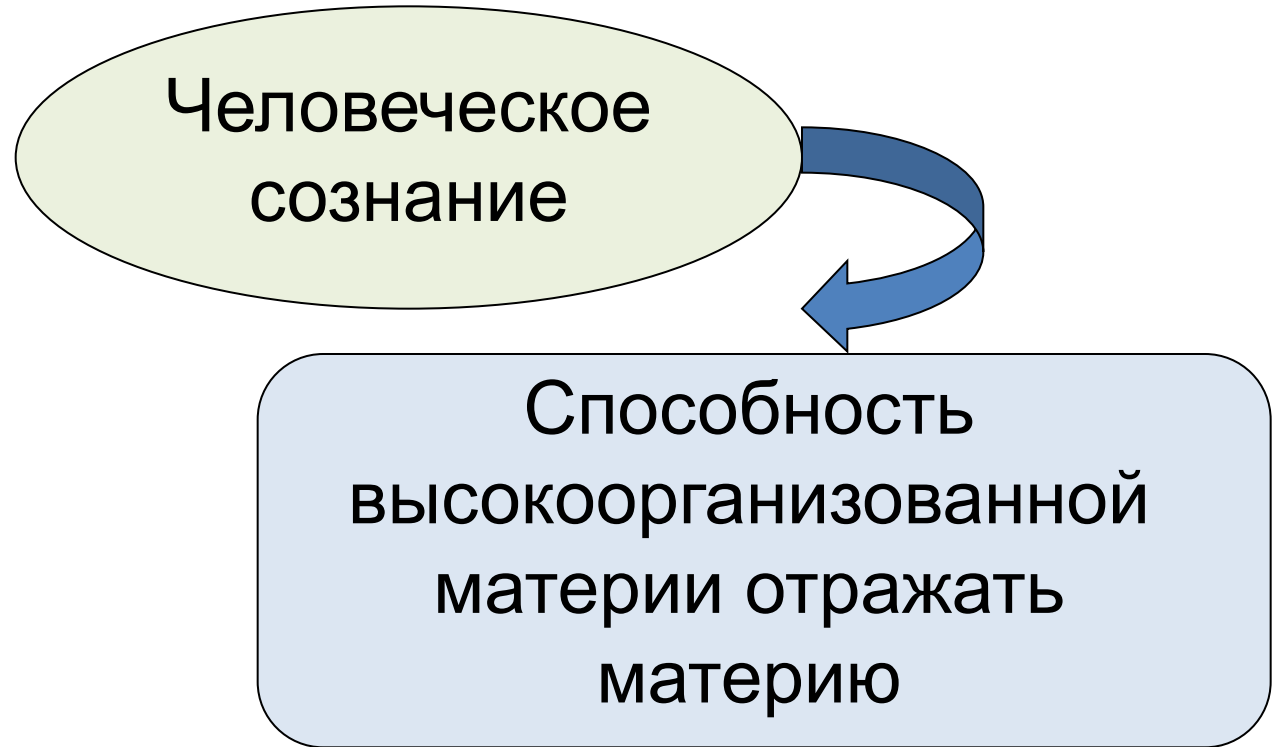 Человеческое
сознание
Способность
высокоорганизованной
материи отражать
материю